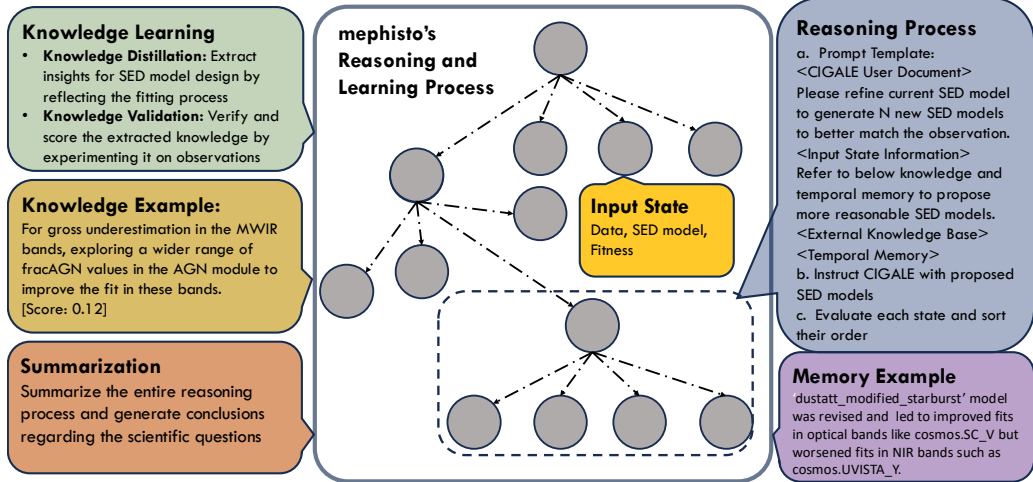 Knowledge Learning
• Knowledge Distillation: Extract
insights for SED model design by
reflecting the fitting process
• Knowledge Validation: Verify and
score the extracted knowledge by
experimenting it on observations
Knowledge Example:
For gross underestimation in the MWIR
bands, exploring a wider range of
fracAGN values in the AGN module to
improve the fit in these bands.
[Score: 0.12]
Summarization
Summarize the entire reasoning
process and generate conclusions
regarding the scientific questions
mephisto's
Reasoning and
Learning Process
Input State
Data, SED model,
Fitness
Reasoning Process
a. Prompt Template:
<CIGALE User Document>
Please refine current SED model
to generate N new SED models
to better match the observation.
<Input State Information>
Refer to below knowledge and
temporal memory to propose
more reasonable SED models.
<External Knowledge Base>
<Temporal Memory>
b. Instruct CIGALE with proposed
SED models
c. Evaluate each state and sort
their order
Memory Example
'dustatt_modified_starburst' model
was revised and led to improved fits
in optical bands like cosmos.SC_V but
worsened fits in NIR bands such as
cosmos.UVISTA_Y.